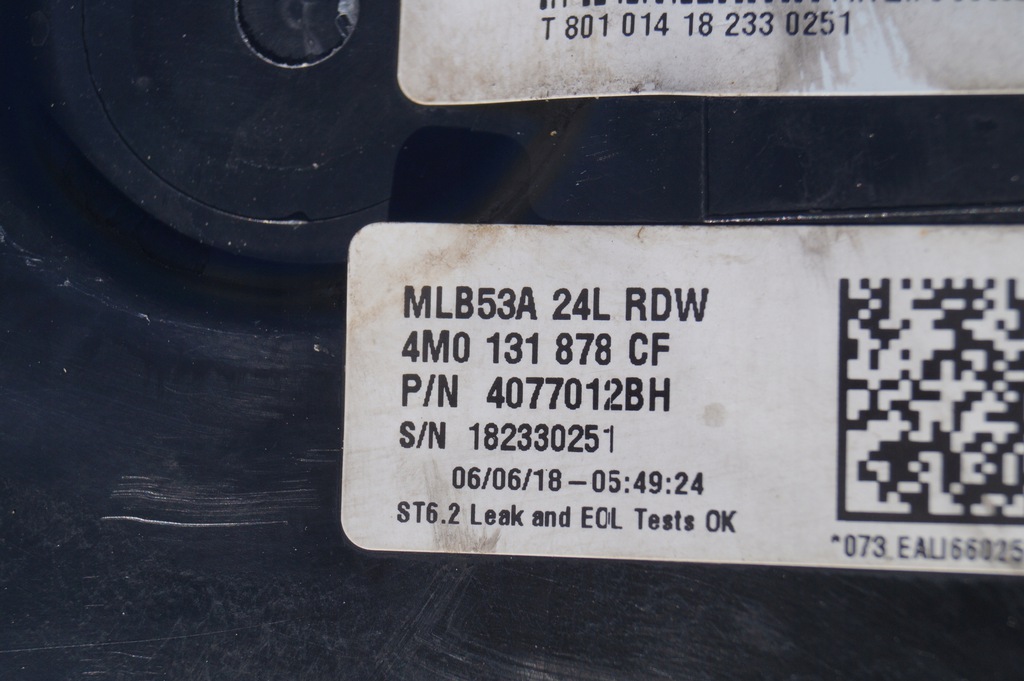 T 801 014 18 233 0251
MLB53A 24L RDW
4M0 131 878 CF
P/N 4077012BH
S/N 182330251
06/06/18-05:49:24
ST6.2 Leak and EOL Tests OK
*073